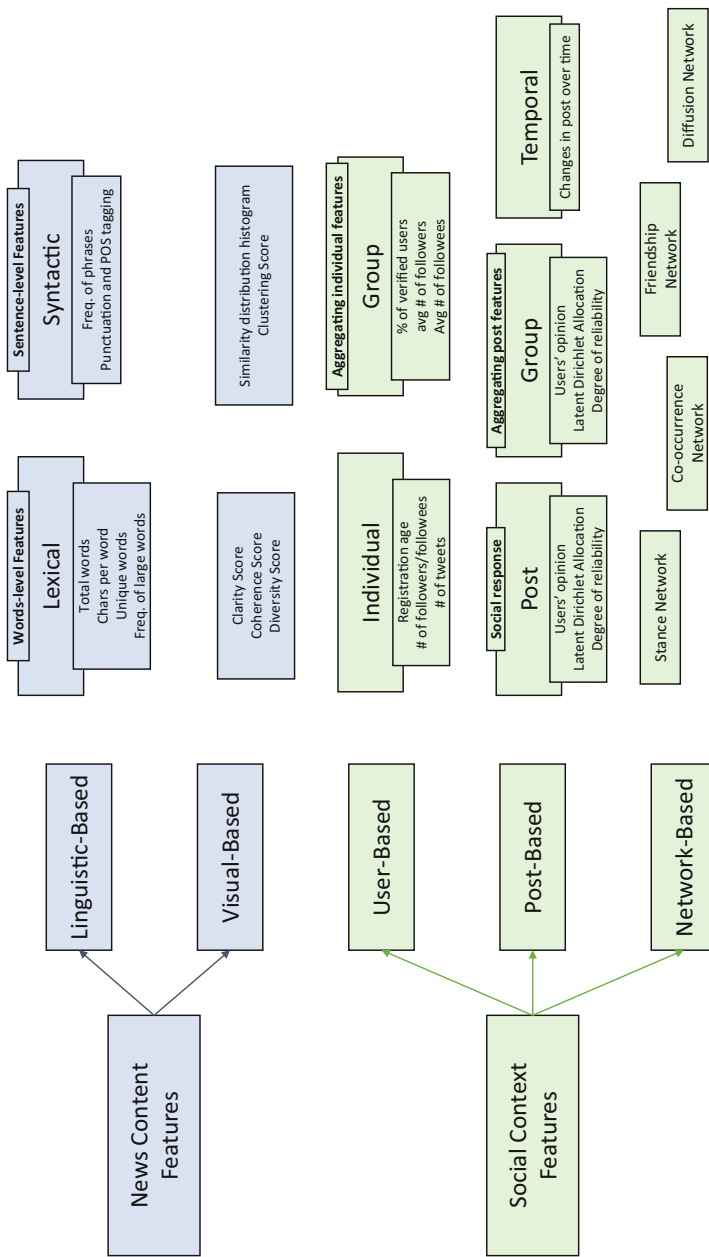 News Content
Features
Linguistic-Based
Words-level Features
Lexical
Total words
Chars per word
Unique words
Freq. of large words
Sentence-level Features
Syntactic
Freq. of phrases
Punctuation and POS tagging
Visual-Based
Clarity Score
Coherence Score
Diversity Score
Similarity distribution histogram
Clustering Score
Social Context
Features
User-Based
Individual
Registration age
# of followers/followees
# of tweets
Aggregating individual features
Group
% of verified users
avg # of followers
Avg # of followees
Post-Based
Social response
Post
Users' opinion
Latent Dirichlet Allocation
Degree of reliability
Aggregating post features
Group
Users' opinion
Latent Dirichlet Allocation
Degree of reliability
Temporal
Changes in post over time
Network-Based
Stance Network
Co-occurrence
Network
Friendship
Network
Diffusion Network